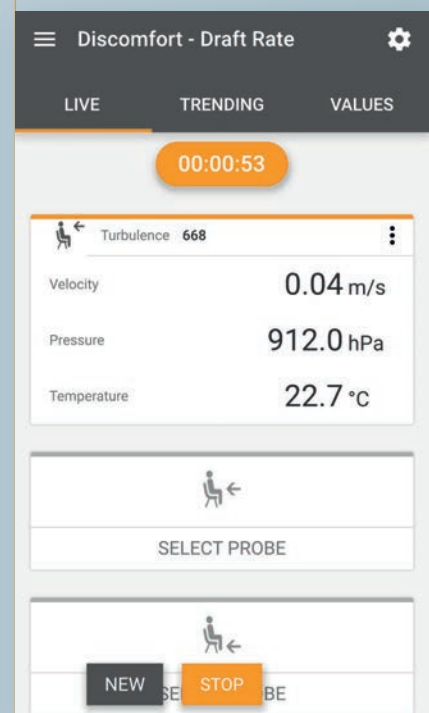 Discomfort - Draft Rate
LIVE TRENDING VALUES
00:00:53
Turbulence 668
Velocity 0.04 m/s
Pressure 912.0 hPa
Temperature 22.7 °C
SELECT PROBE
NEW STOP